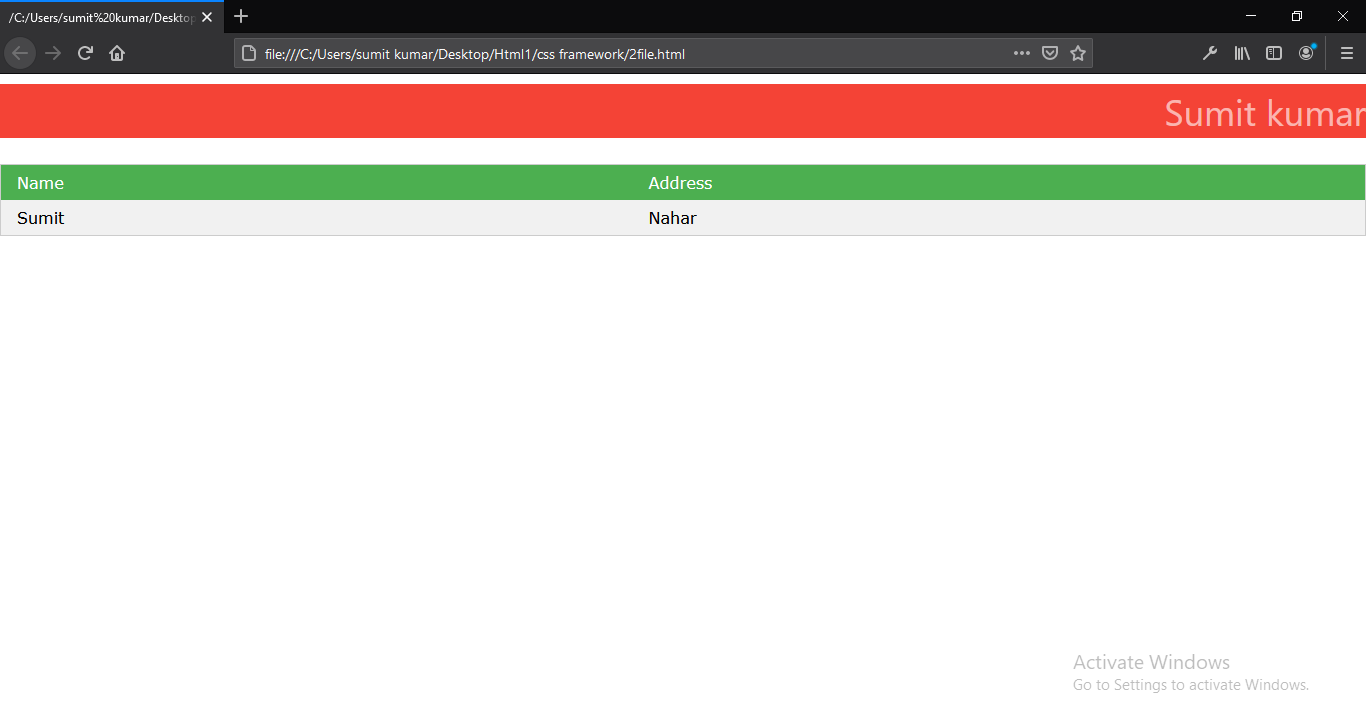 /C:/Users/sumit%20kumar/Desktop
file:///C:/Users/sumit kumar/Desktop/Html1/css framework/2file.html
Sumit kumar
Name Address
Sumit Nahar
Activate Windows
Go to Settings to activate Windows.